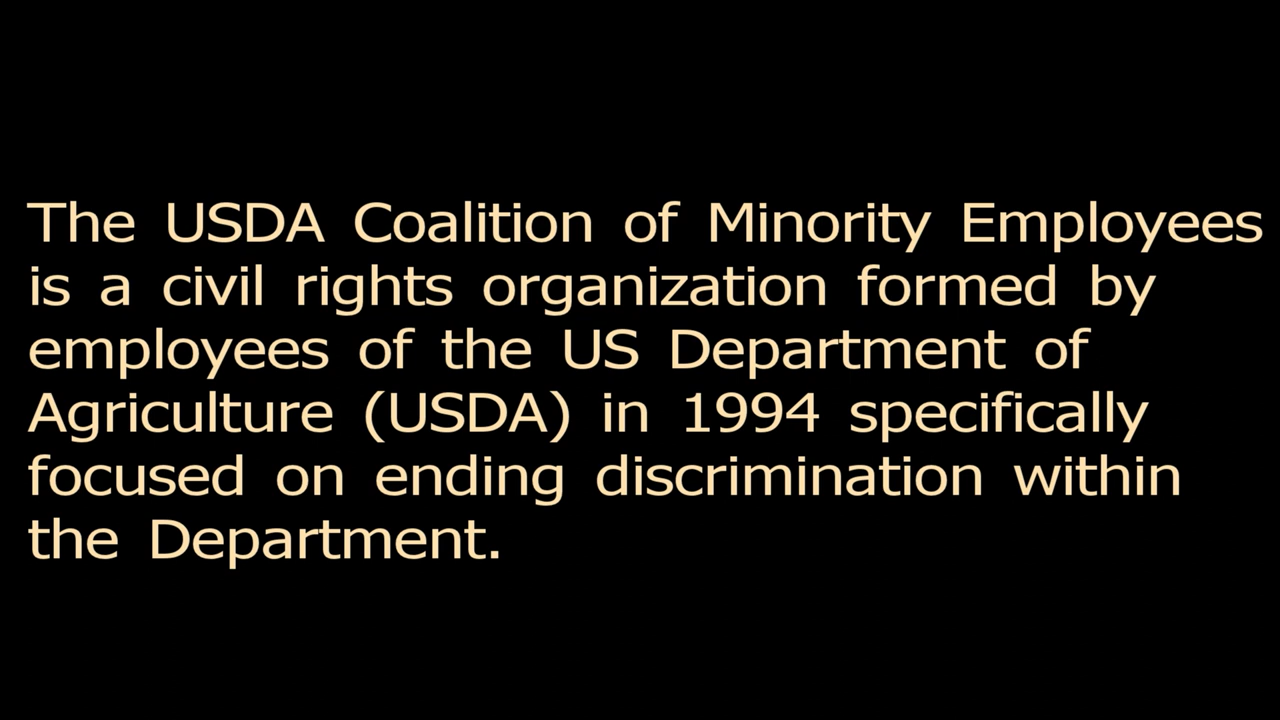 The USDA Coalition of Minority Employees
is a civil rights organization formed by
employees of the US Department of
Agriculture (USDA) in 1994 specifically
focused on ending discrimination within
the Department.